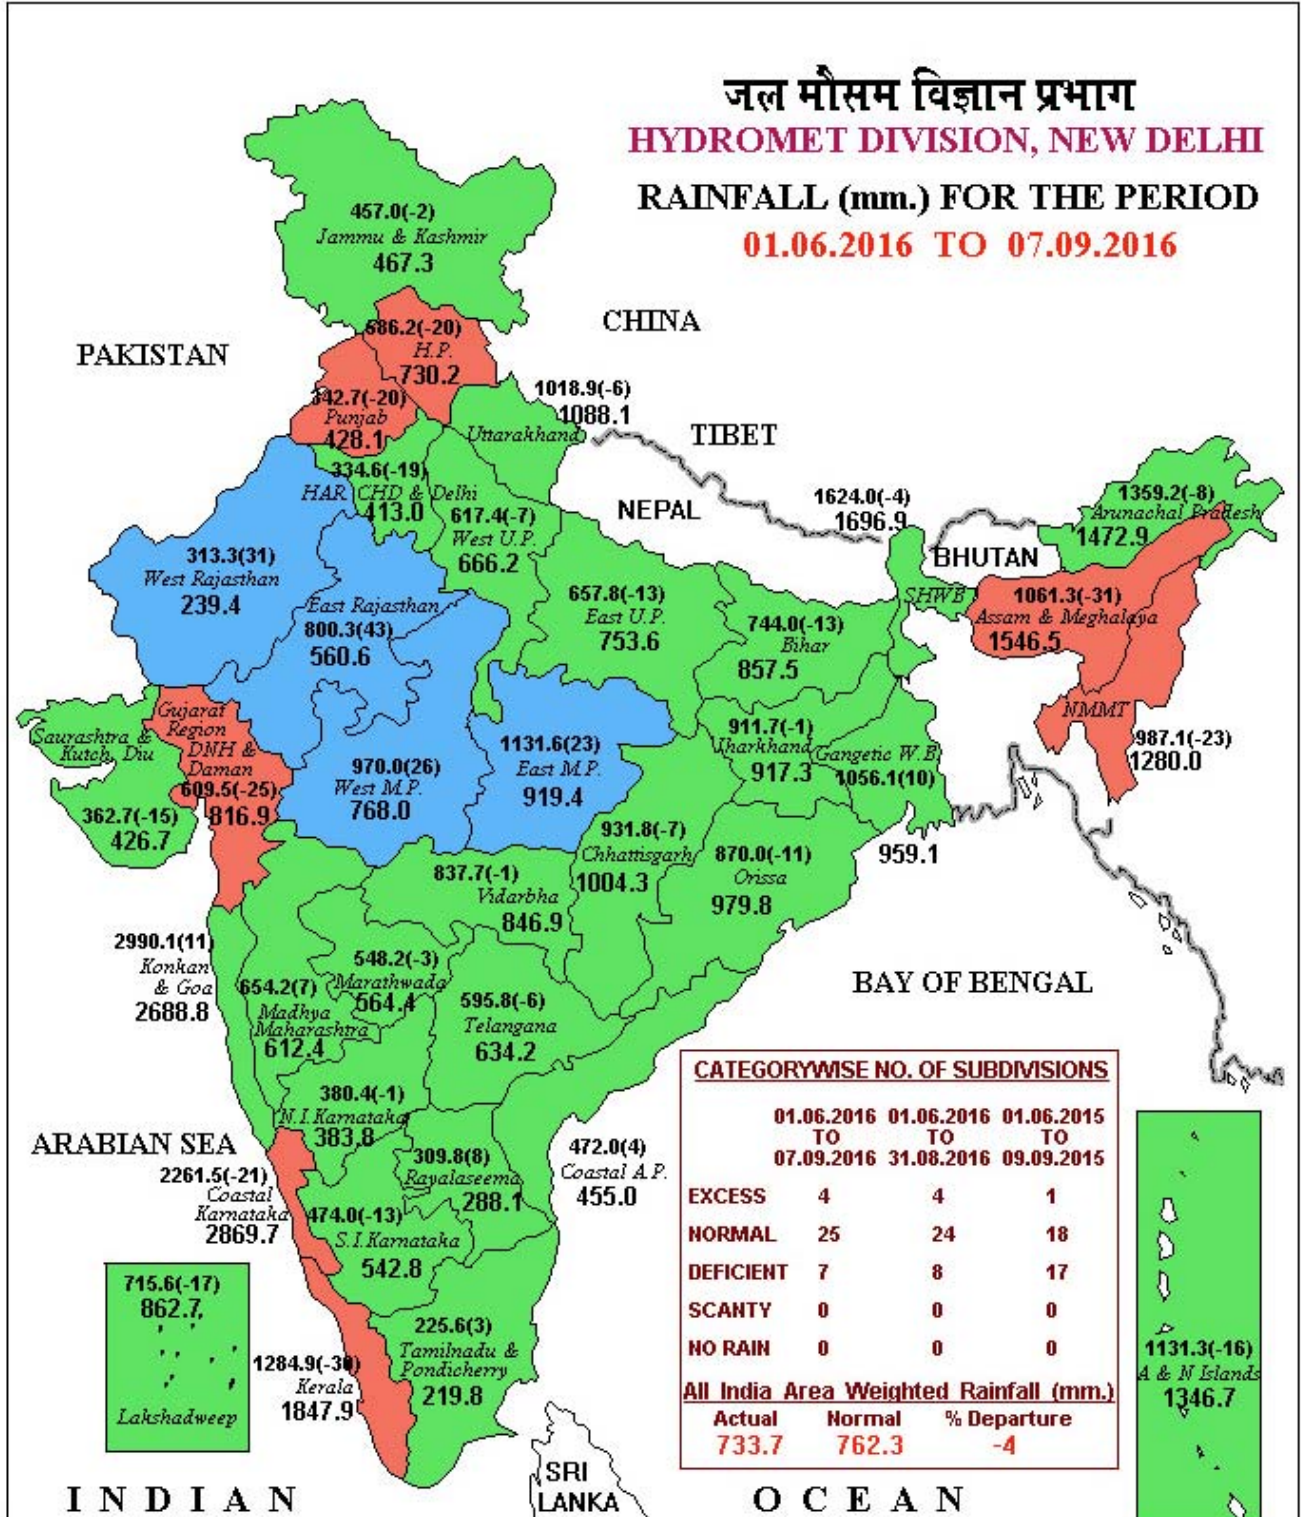 जल मौसम विज्ञान प्रभाग
HYDROMET DIVISION, NEW DELHI
RAINFALL (mm.) FOR THE PERIOD
01.06.2016 TO 07.09.2016
457.0(-2)
Jammu & Kashmir
467.3
CHINA
PAKISTAN
586.2(-20)
H.P.
730.2
342.7(-20)
Punjab
428.1
1018.9(-6)
1088.1
Uttarakhand
TIBET
334.6(-19)
HAR. CHD & Delhi
413.0
617.4(-7)
West U.P.
666.2
NEPAL
1624.0(-4)
1696.9
SHWB
BHUTAN
1359.2(-8)
Arunachal Pradesh
1472.9
313.3(31)
West Rajasthan
239.4
East Rajasthan
800.3(43)
560.6
657.8(-13)
East U.P.
753.6
744.0(-13)
Bihar
857.5
1061.3(-31)
Assam & Meghalaya
1546.5
NMMT
987.1(-23)
1280.0
Saurashtra &
Kutch, Diu
362.7(-15)
426.7
Gujarat
Region
DNH &
Daman
609.5(-25)
816.9
970.0(26)
West M.P.
768.0
1131.6(23)
East M.P.
919.4
911.7(-1)
Jharkhand
917.3
Gangetic W.B.
1056.1(10)
959.1
931.8(-7)
Chhattisgarh
1004.3
870.0(-11)
Orissa
979.8
837.7(-1)
Vidarbha
846.9
2990.1(11)
Konkan
& Goa
2688.8
654.2(7)
Madhya
Maharashtra
612.4
548.2(-3)
Marathwada
564.4
595.8(-6)
Telangana
634.2
BAY OF BENGAL
380.4(-1)
N.I.Karnataka
383.8
309.8(8)
Rayalaseema
288.1
472.0(4)
Coastal A.P.
455.0
ARABIAN SEA
2261.5(-21)
Coastal
Karnataka
2869.7
474.0(-13)
S.I.Karnataka
542.8
715.6(-17)
862.7
Lakshadweep
1284.9(-30)
Kerala
1847.9
225.6(3)
Tamilnadu &
Pondicherry
219.8
CATEGORYWISE NO. OF SUBDIVISIONS
01.06.2016 01.06.2016 01.06.2015
TO TO TO
07.09.2016 31.08.2016 09.09.2015
EXCESS 4 4 1
NORMAL 25 24 18
DEFICIENT 7 8 17
SCANTY 0 0 0
NO RAIN 0 0 0
All India Area Weighted Rainfall (mm.)
Actual Normal % Departure
733.7 762.3 -4
1131.3(-16)
A & N Islands
1346.7
SRI
LANKA
INDIAN OCEAN